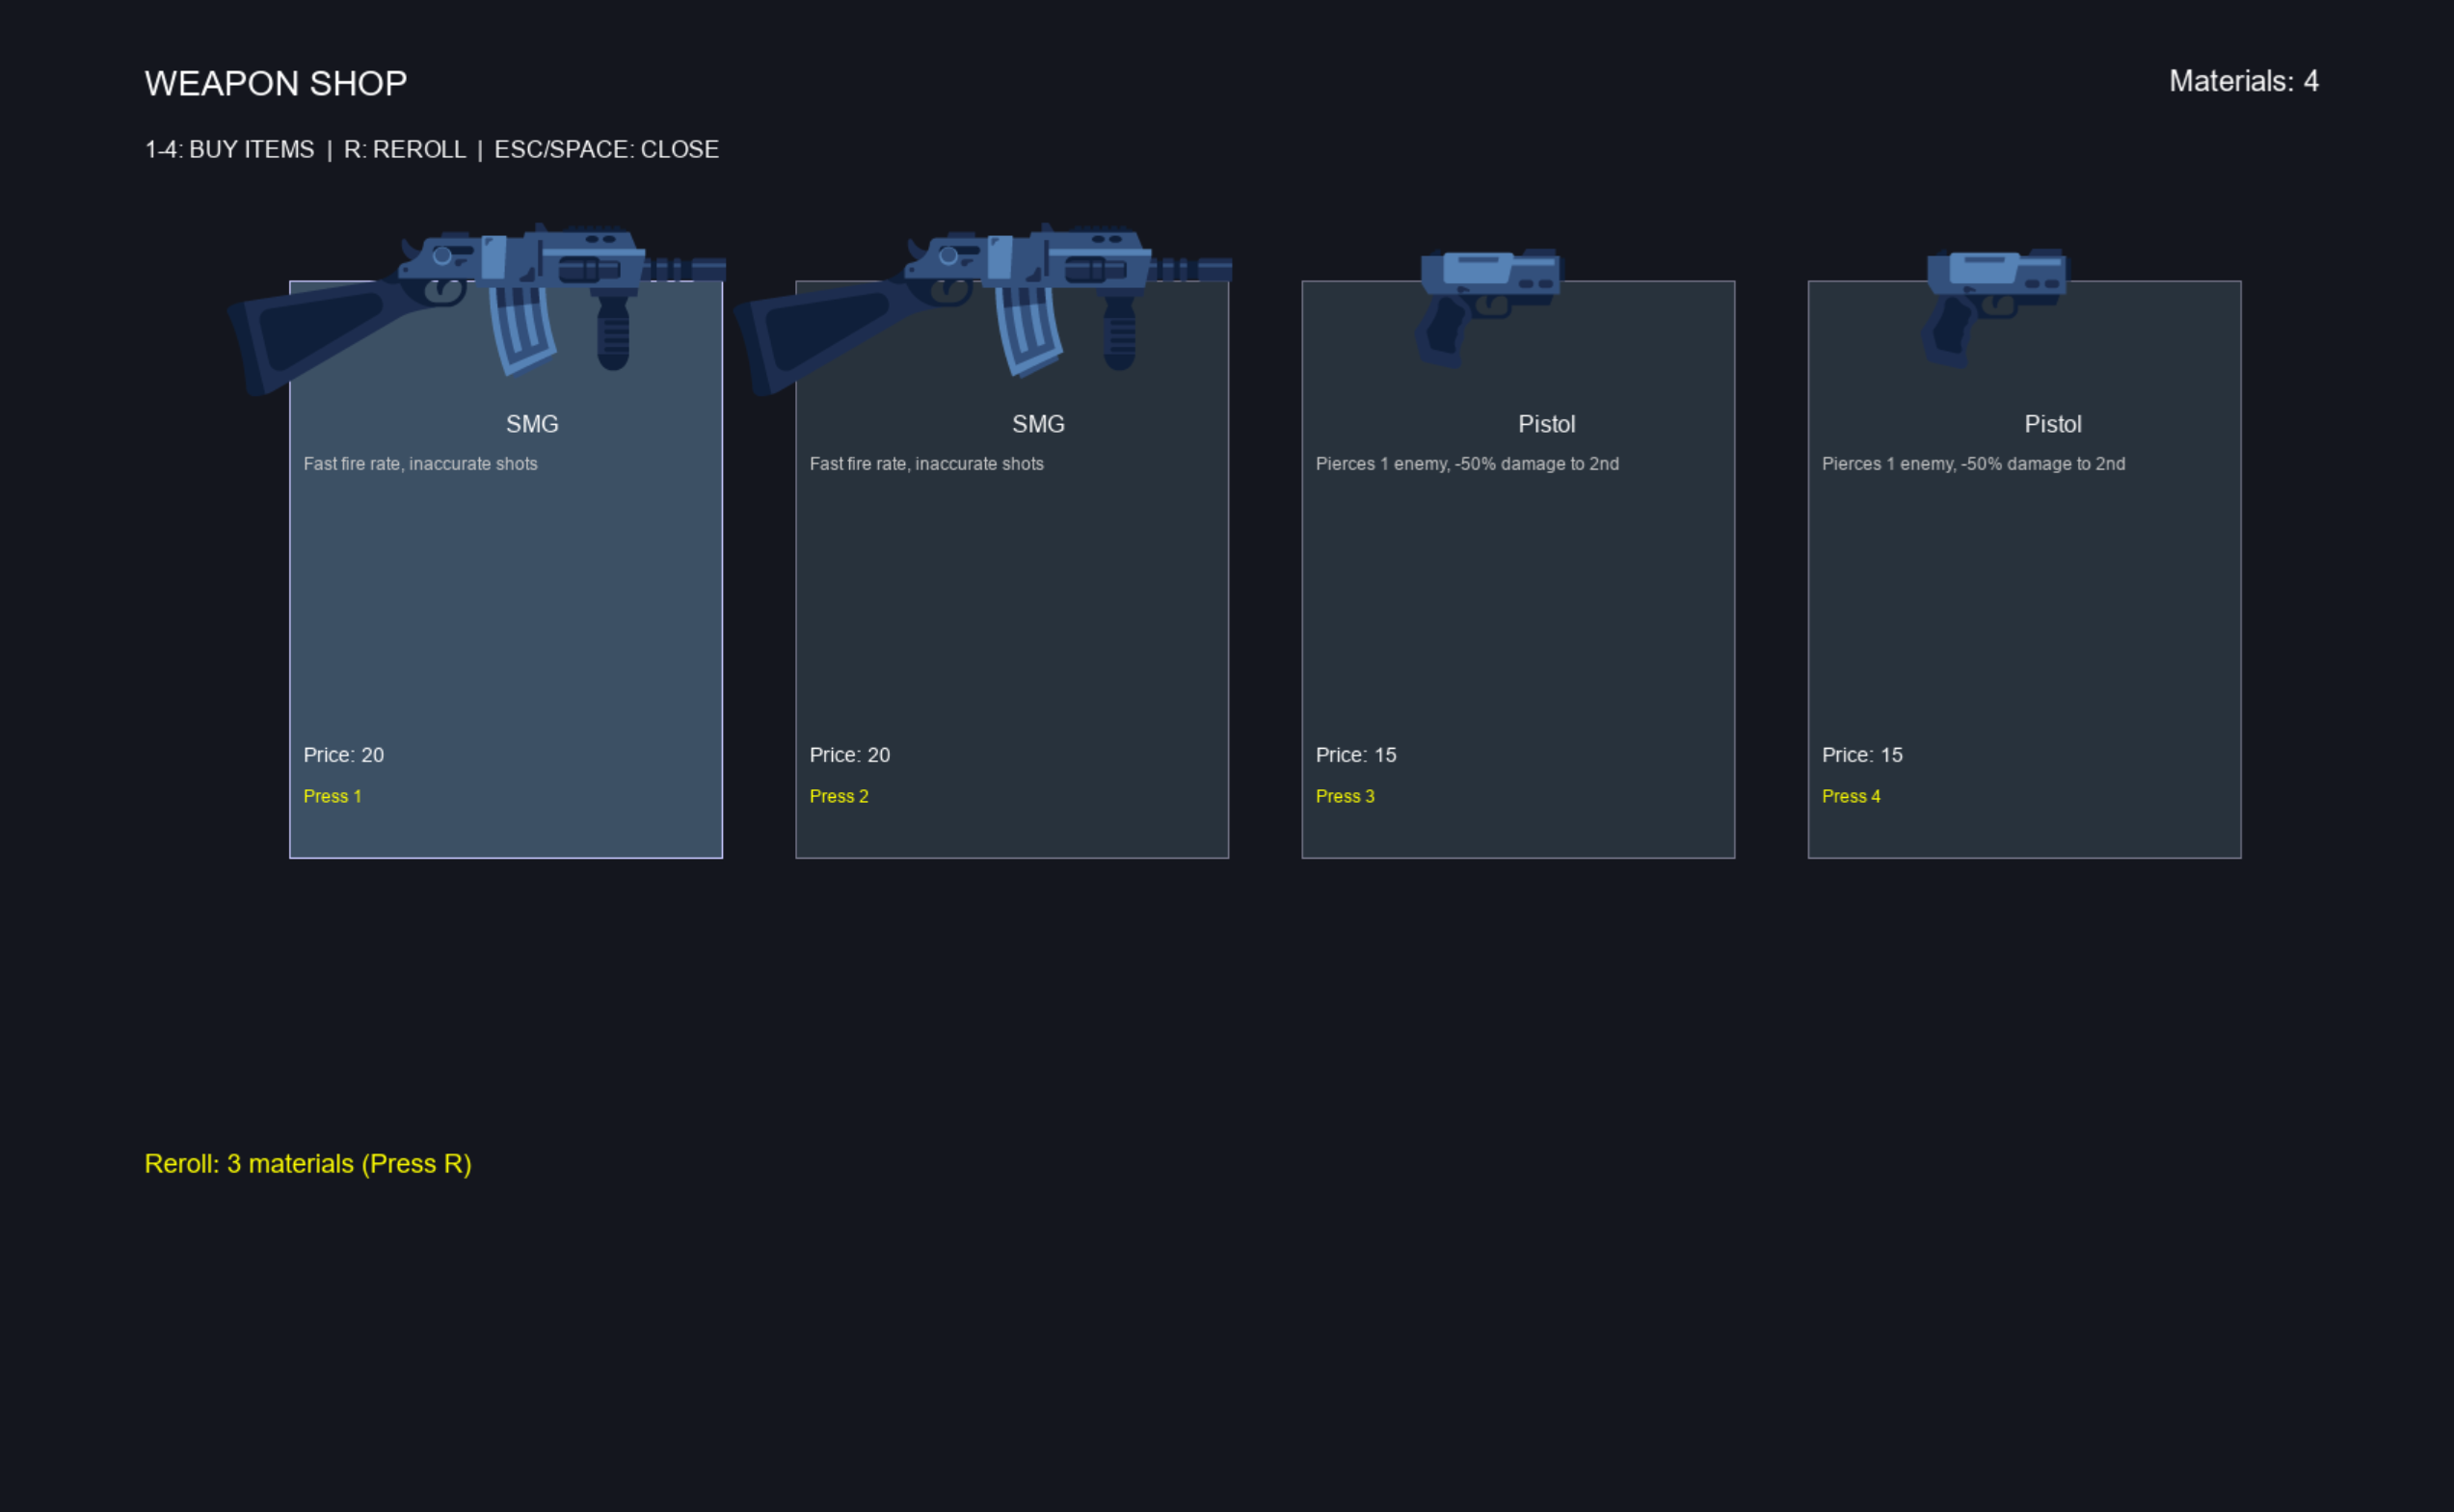 WEAPON SHOP
Materials: 4
1-4: BUY ITEMS | R: REROLL | ESC/SPACE: CLOSE
SMG
Fast fire rate, inaccurate shots
Price: 20
Press 1
SMG
Fast fire rate, inaccurate shots
Price: 20
Press 2
Pistol
Pierces 1 enemy, -50% damage to 2nd
Price: 15
Press 3
Pistol
Pierces 1 enemy, -50% damage to 2nd
Price: 15
Press 4
Reroll: 3 materials (Press R)